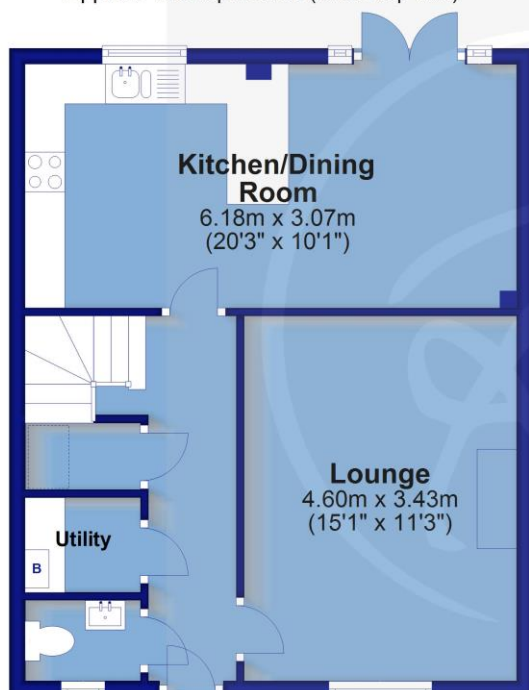 Kitchen/Dining
Room
6.18m x 3.07m
(20'3" x 10'1")
Lounge
4.60m x 3.43m
(15'1" x 11'3")
Utility
B